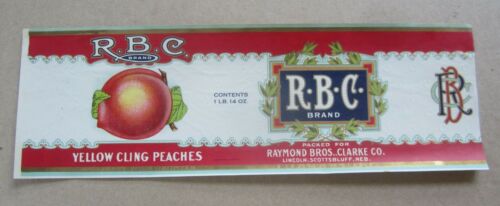 R.B.C.
BRAND
YELLOW CLING PEACHES
CONTENTS
1 LB. 14 OZ.
R·B·C·
BRAND
PACKED FOR
RAYMOND BROS. CLARKE CO.
LINCOLN, SCOTTSBLUFF, NEB.
RBC